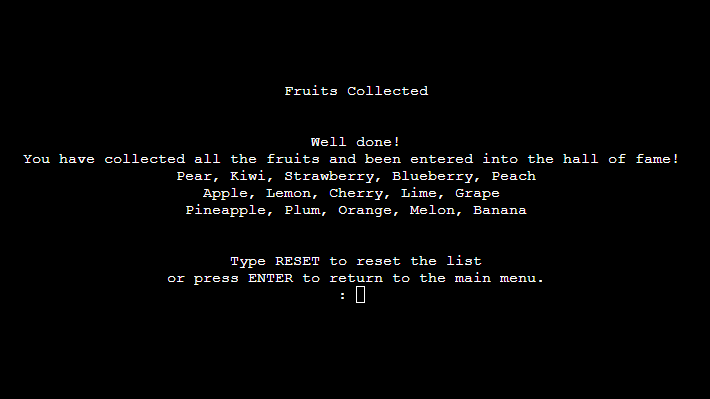 Fruits Collected
Well done!
You have collected all the fruits and been entered into the hall of fame!
Pear, Kiwi, Strawberry, Blueberry, Peach
Apple, Lemon, Cherry, Lime, Grape
Pineapple, Plum, Orange, Melon, Banana
Type RESET to reset the list
or press ENTER to return to the main menu.
: